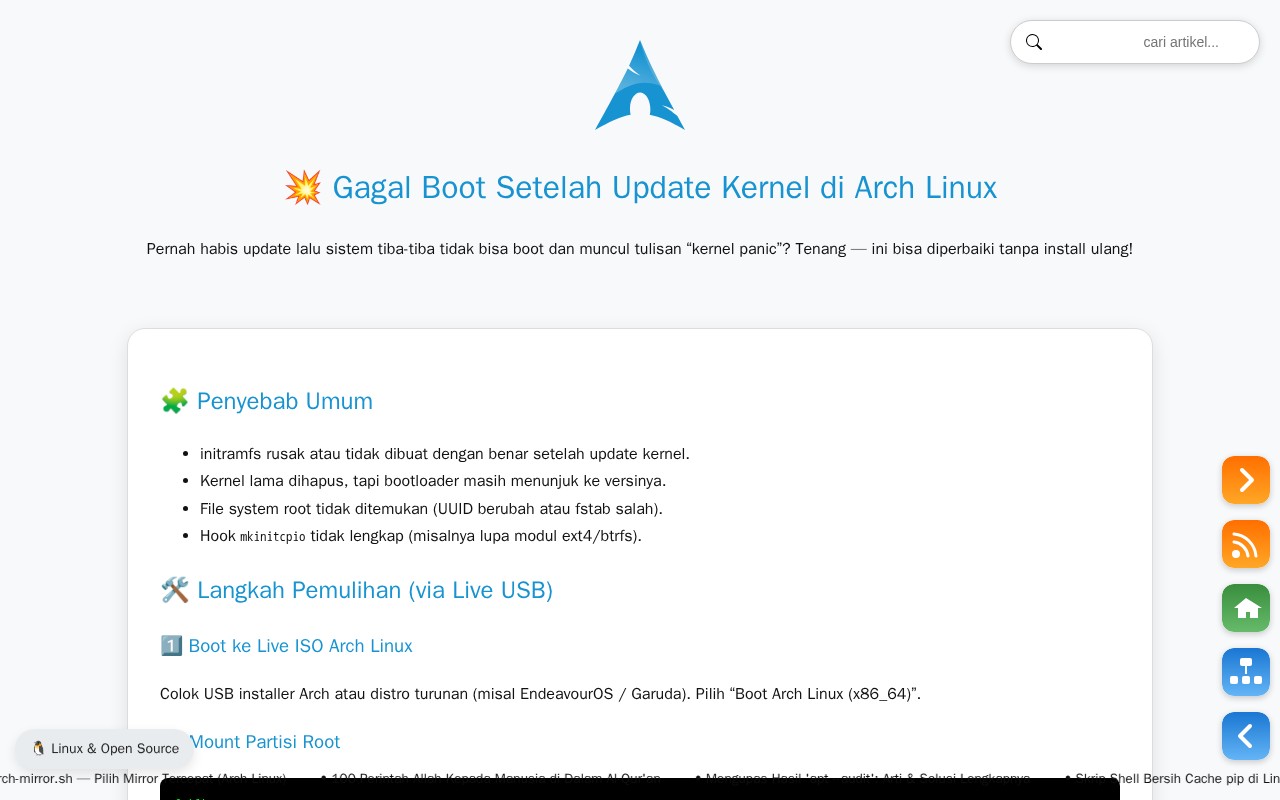 cari artikel...
💥 Gagal Boot Setelah Update Kernel di Arch Linux
Pernah habis update lalu sistem tiba-tiba tidak bisa boot dan muncul tulisan “kernel panic”? Tenang — ini bisa diperbaiki tanpa install ulang!
🧩 Penyebab Umum
• initramfs rusak atau tidak dibuat dengan benar setelah update kernel.
• Kernel lama dihapus, tapi bootloader masih menunjuk ke versinya.
• File system root tidak ditemukan (UUID berubah atau fstab salah).
• Hook mkinitcpio tidak lengkap (misalnya lupa modul ext4/btrfs).
🛠️ Langkah Pemulihan (via Live USB)
1️⃣ Boot ke Live ISO Arch Linux
Colok USB installer Arch atau distro turunan (misal EndeavourOS / Garuda). Pilih “Boot Arch Linux (x86_64)”.
Mount Partisi Root
🐧 Linux & Open Source
rch-mirror.sh — Pilih Mirror Tercepat (Arch Linux) • 100 Perintah Allah Kepada Manusia di Dalam Al-Qur'an • Mengupas Hasil 'apt --audit': Arti & Solusi Lengkapnya • Skrip Shell Bersih Cache pip di Lin